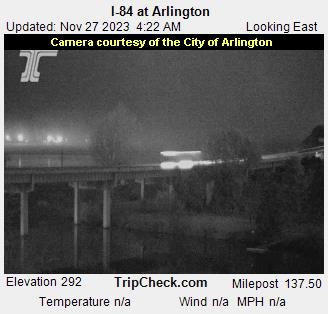 I-84 at Arlington
Updated: Nov 27 2023 4:22 AM Looking East
Camera courtesy of the City of Arlington
Elevation 292 TripCheck.com Milepost 137.50
Temperature n/a Wind n/a MPH n/a